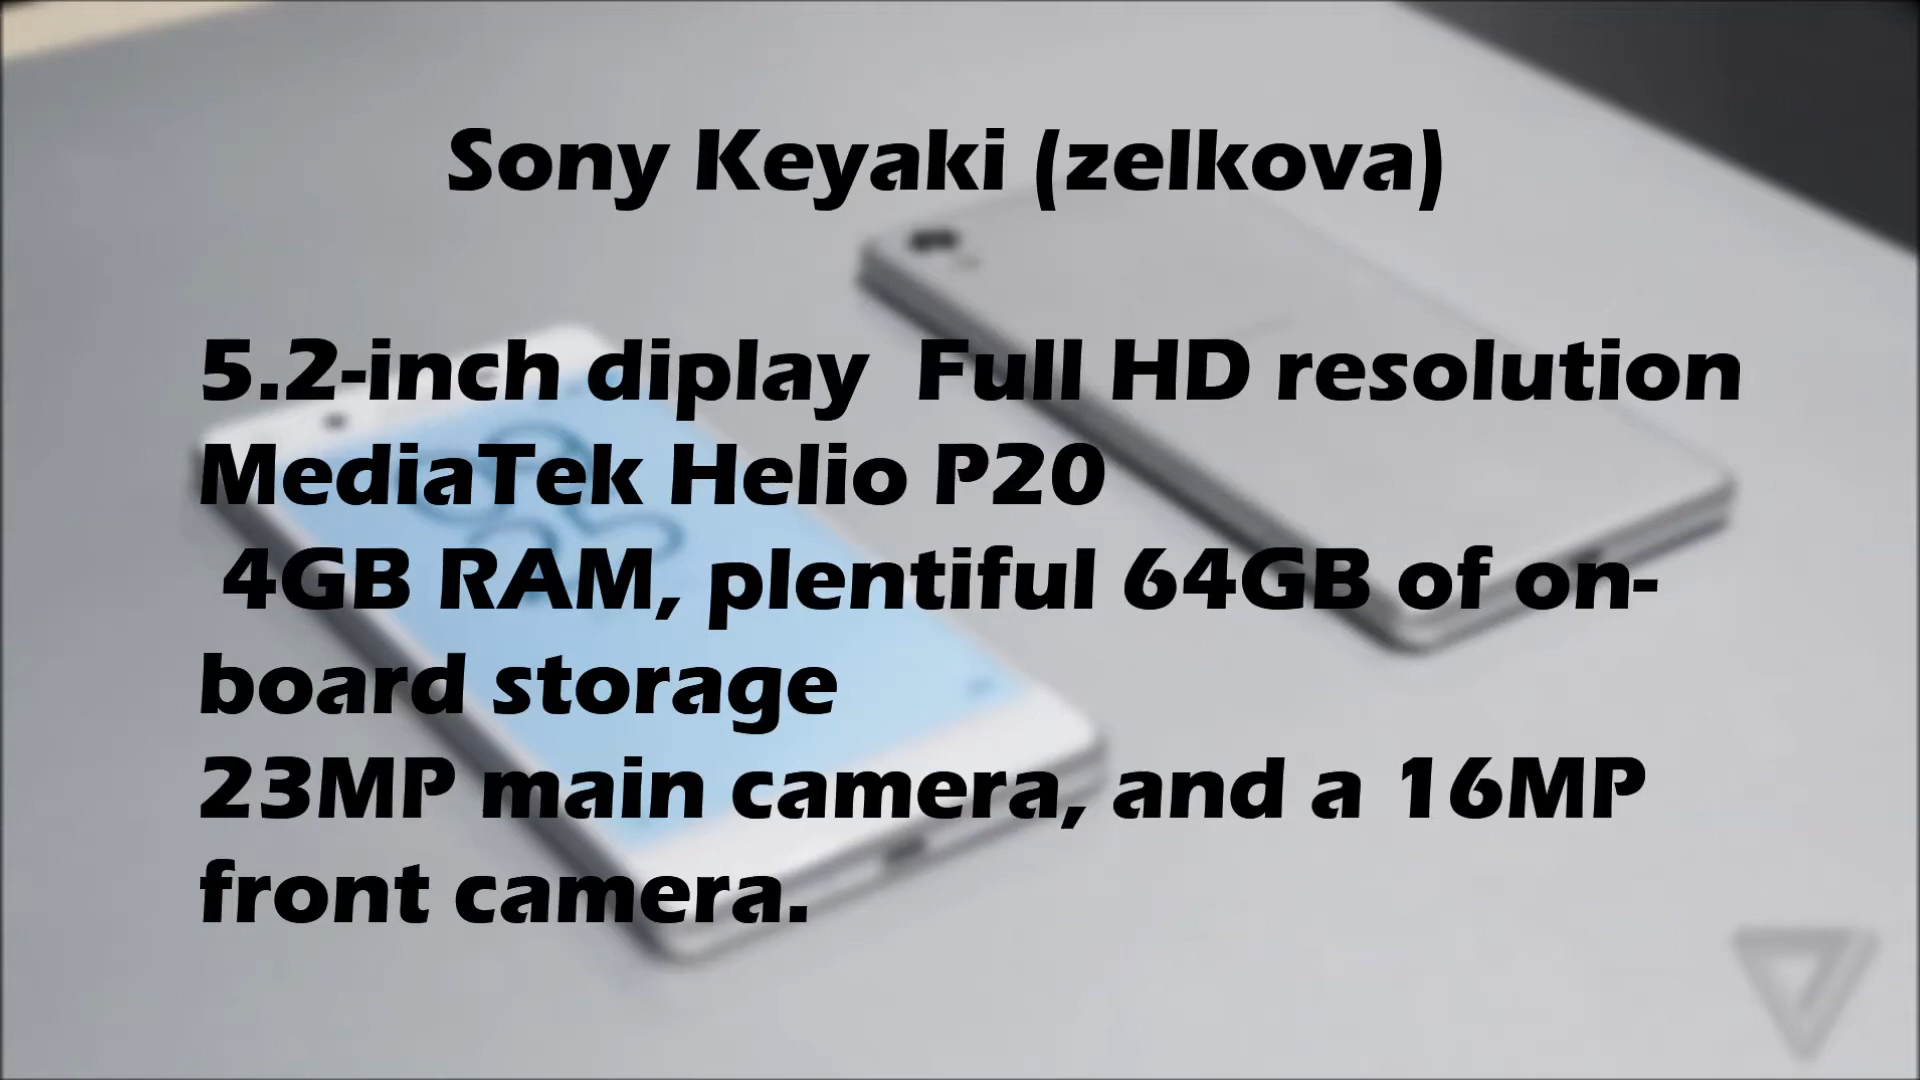 Sony Keyaki (zelkova)
5.2-inch diplay  Full HD resolution
MediaTek Helio P20
4GB RAM, plentiful 64GB of on-
board storage
23MP main camera, and a 16MP
front camera.